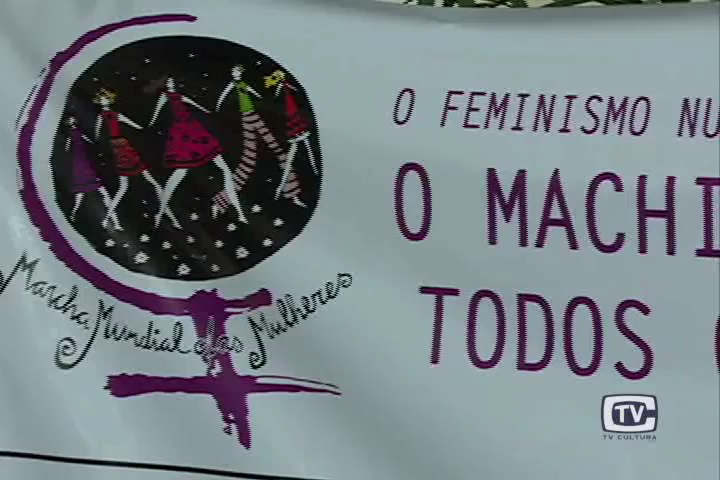 O FEMINISMO NU
O MACHI
TODOS
Marcha Mundial das Mulheres
TV
TV CULTURA